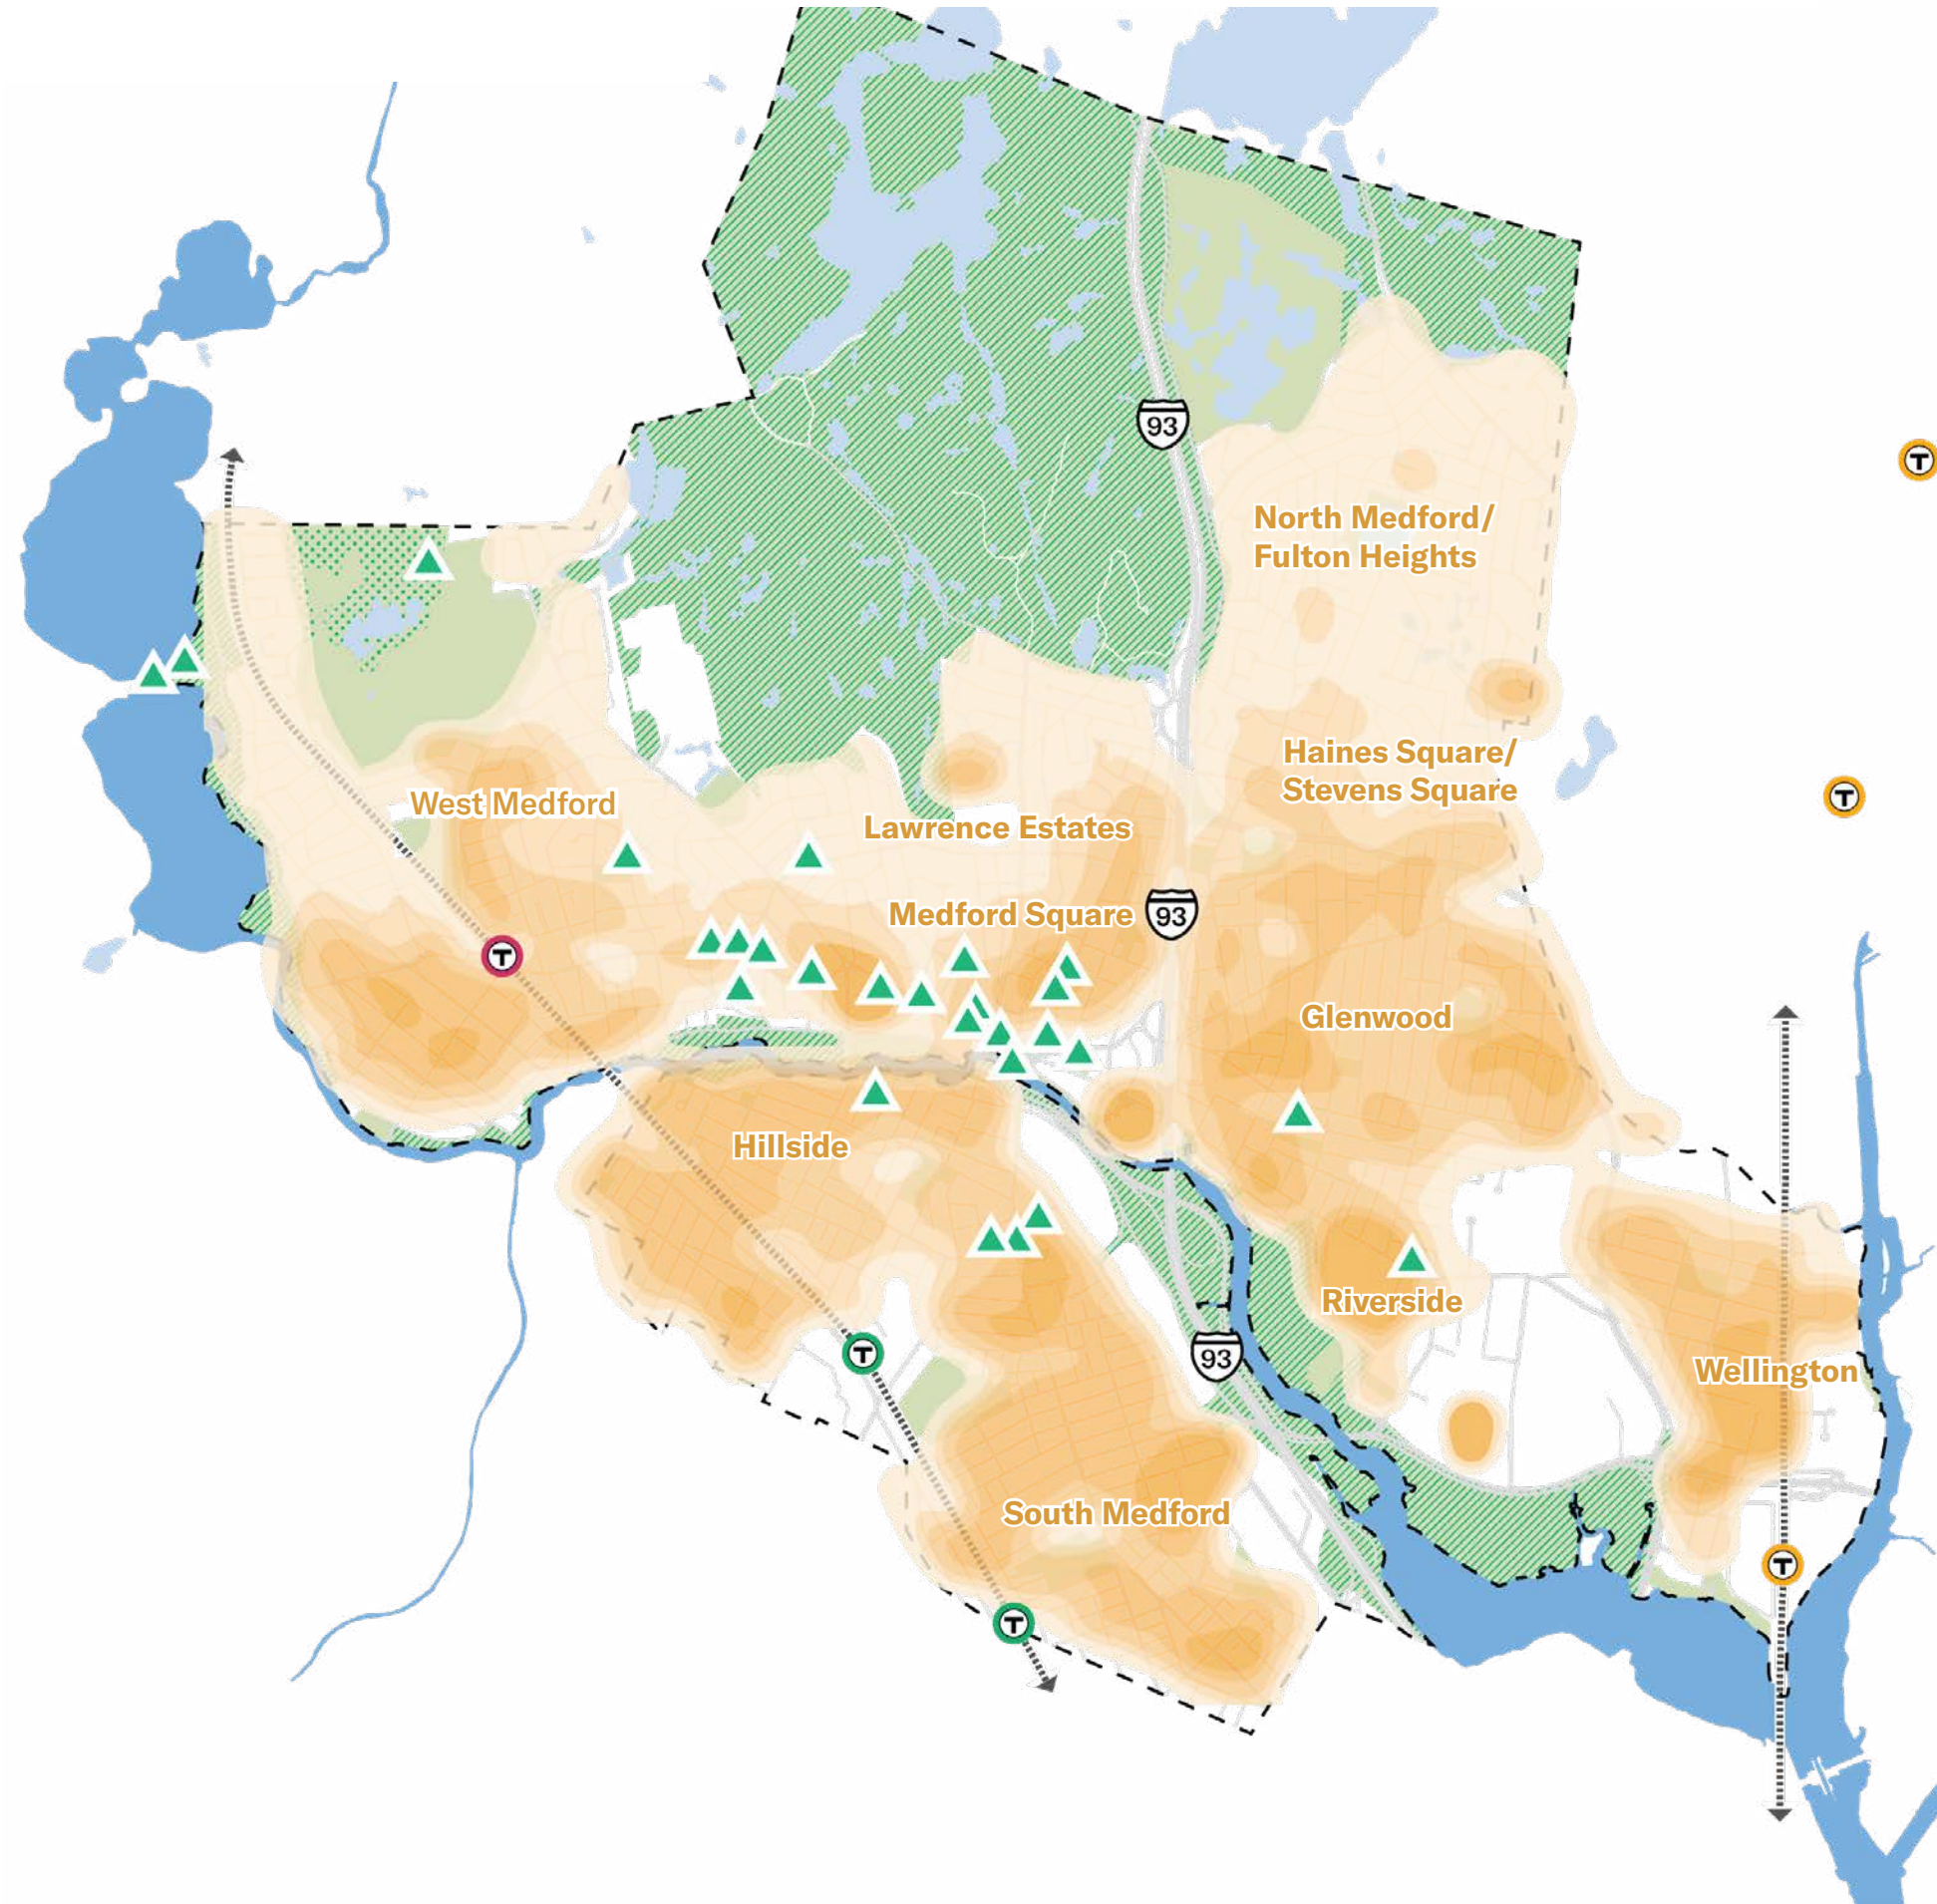 93
T
North Medford/
Fulton Heights
Haines Square/
Stevens Square
T
West Medford
Lawrence Estates
Medford Square
93
T
Glenwood
Hillside
Riverside
T
93
Wellington
South Medford
T
T